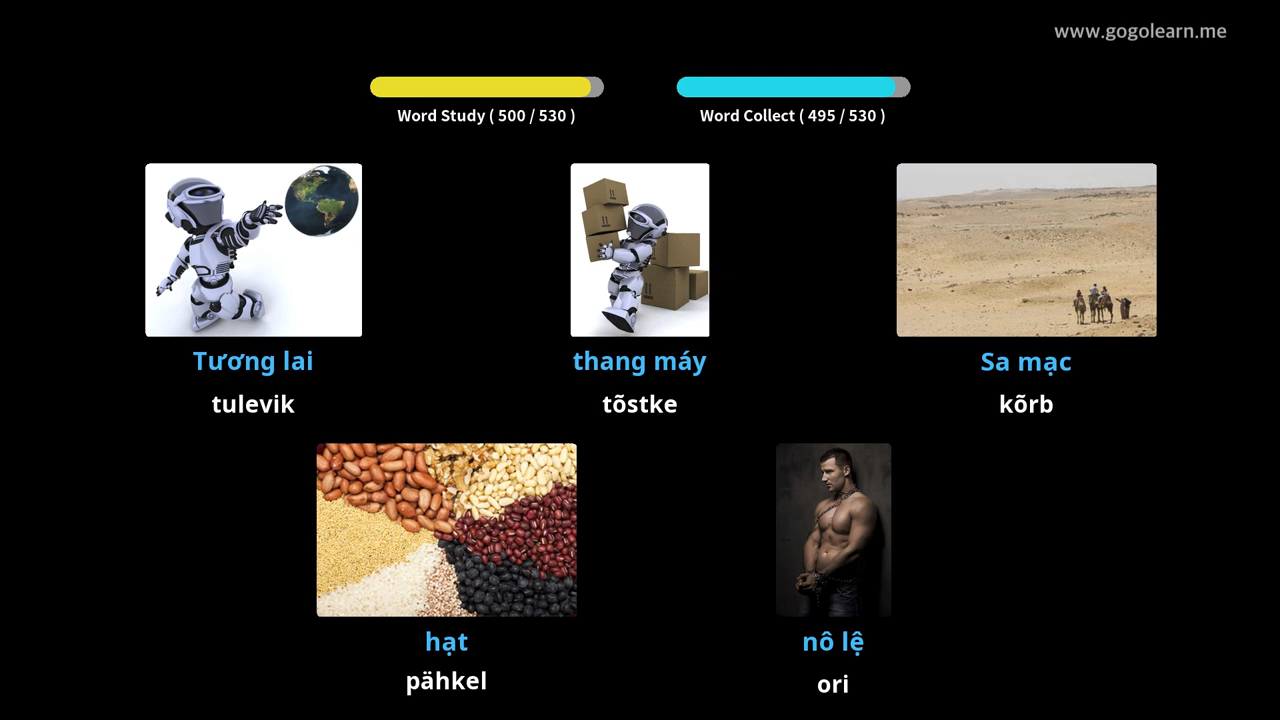 www.gogolearn.me
Word Study ( 500 / 530 )
Word Collect ( 495 / 530 )
Tương lai
thang máy
Sa mạc
tulevik
tõstke
kõrb
hạt
nô lệ
pähkel
ori